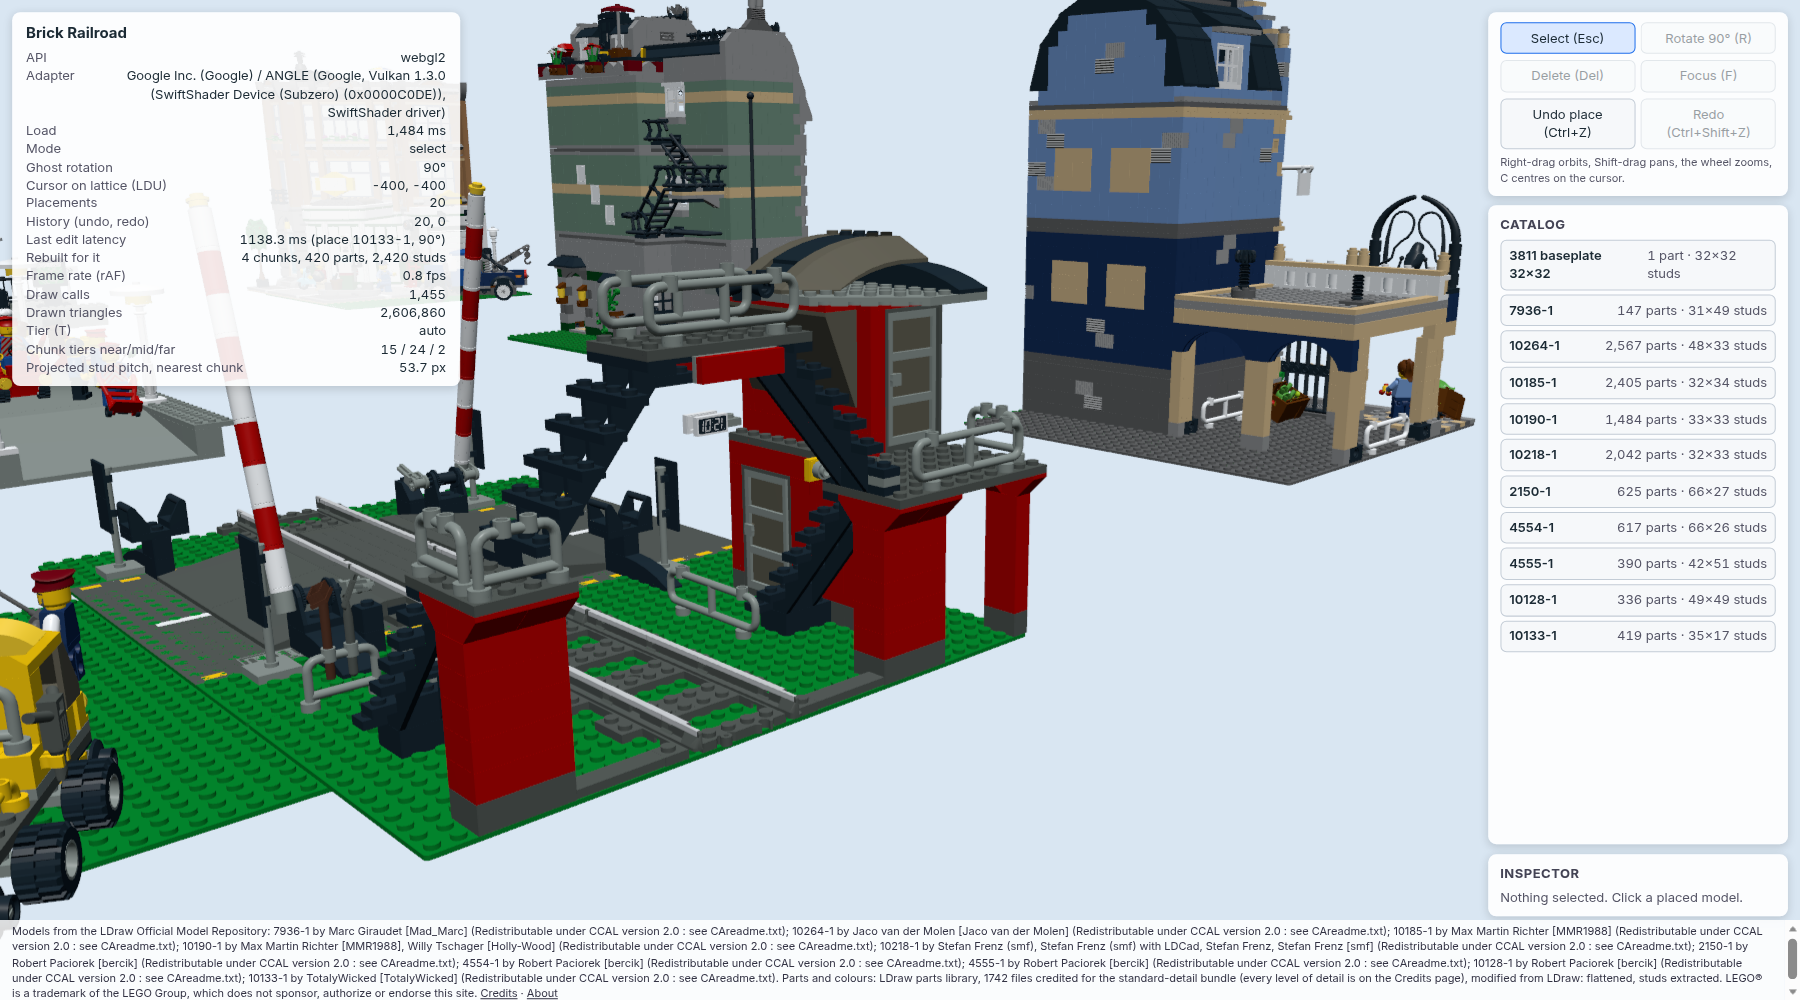 Brick Railroad
API webgl2
Adapter Google Inc. (Google) / ANGLE (Google, Vulkan 1.3.0
(SwiftShader Device (Subzero) (0x0000C0DE)),
SwiftShader driver)
Load 1,484 ms
Mode select
Ghost rotation 90°
Cursor on lattice (LDU) -400, -400
Placements 20
History (undo, redo) 20, 0
Last edit latency 1138.3 ms (place 10133-1, 90°)
Rebuilt for it 4 chunks, 420 parts, 2,420 studs
Frame rate (rAF) 0.8 fps
Draw calls 1,455
Drawn triangles 2,606,860
Tier (T) auto
Chunk tiers near/mid/far 15 / 24 / 2
Projected stud pitch, nearest chunk 53.7 px
10:21
Select (Esc) Rotate 90° (R)
Delete (Del) Focus (F)
Undo place Redo
(Ctrl+Z) (Ctrl+Shift+Z)
Right-drag orbits, Shift-drag pans, the wheel zooms,
C centres on the cursor.
CATALOG
3811 baseplate 1 part · 32×32
32×32 studs
7936-1 147 parts · 31×49 studs
10264-1 2,567 parts · 48×33 studs
10185-1 2,405 parts · 32×34 studs
10190-1 1,484 parts · 33×33 studs
10218-1 2,042 parts · 32×33 studs
2150-1 625 parts · 66×27 studs
4554-1 617 parts · 66×26 studs
4555-1 390 parts · 42×51 studs
10128-1 336 parts · 49×49 studs
10133-1 419 parts · 35×17 studs
INSPECTOR
Nothing selected. Click a placed model.
Models from the LDraw Official Model Repository: 7936-1 by Marc Giraudet [Mad_Marc] (Redistributable under CCAL version 2.0 : see CAreadme.txt); 10264-1 by Jaco van der Molen [Jaco van der Molen] (Redistributable under CCAL version 2.0 : see CAreadme.txt); 10185-1 by Max Martin Richter [MMR1988] (Redistributable under CCAL
version 2.0 : see CAreadme.txt); 10190-1 by Max Martin Richter [MMR1988], Willy Tschager [Holly-Wood] (Redistributable under CCAL version 2.0 : see CAreadme.txt); 10218-1 by Stefan Frenz (smf), Stefan Frenz (smf) with LDCad, Stefan Frenz, Stefan Frenz [smf] (Redistributable under CCAL version 2.0 : see CAreadme.txt); 2150-1 by
Robert Paciorek [bercik] (Redistributable under CCAL version 2.0 : see CAreadme.txt); 4554-1 by Robert Paciorek [bercik] (Redistributable under CCAL version 2.0 : see CAreadme.txt); 4555-1 by Robert Paciorek [bercik] (Redistributable under CCAL version 2.0 : see CAreadme.txt); 10128-1 by Robert Paciorek [bercik] (Redistributable
under CCAL version 2.0 : see CAreadme.txt); 10133-1 by TotalyWicked [TotalyWicked] (Redistributable under CCAL version 2.0 : see CAreadme.txt). Parts and colours: LDraw parts library, 1742 files credited for the standard-detail bundle (every level of detail is on the Credits page), modified from LDraw: flattened, studs extracted. LEGO®
is a trademark of the LEGO Group, which does not sponsor, authorize or endorse this site. Credits · About